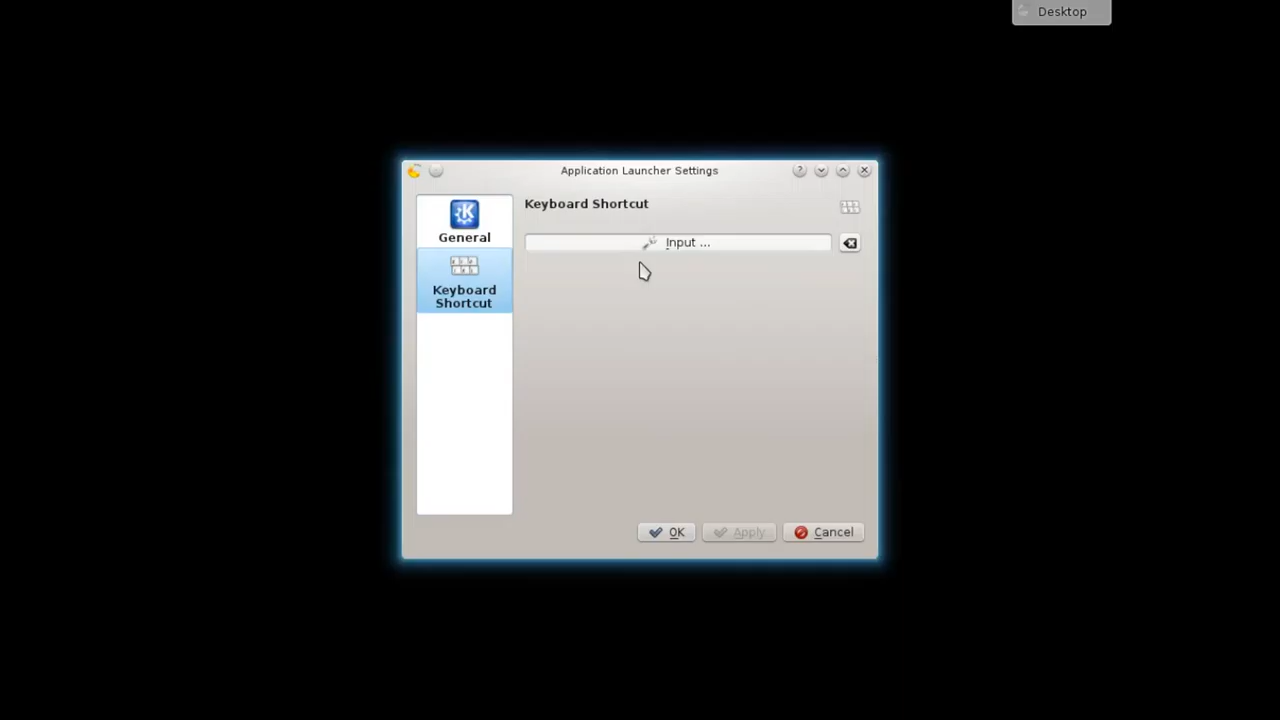 Desktop
Application Launcher Settings
?
General
Keyboard
Shortcut
Keyboard Shortcut
Input ...
OK
Apply
Cancel